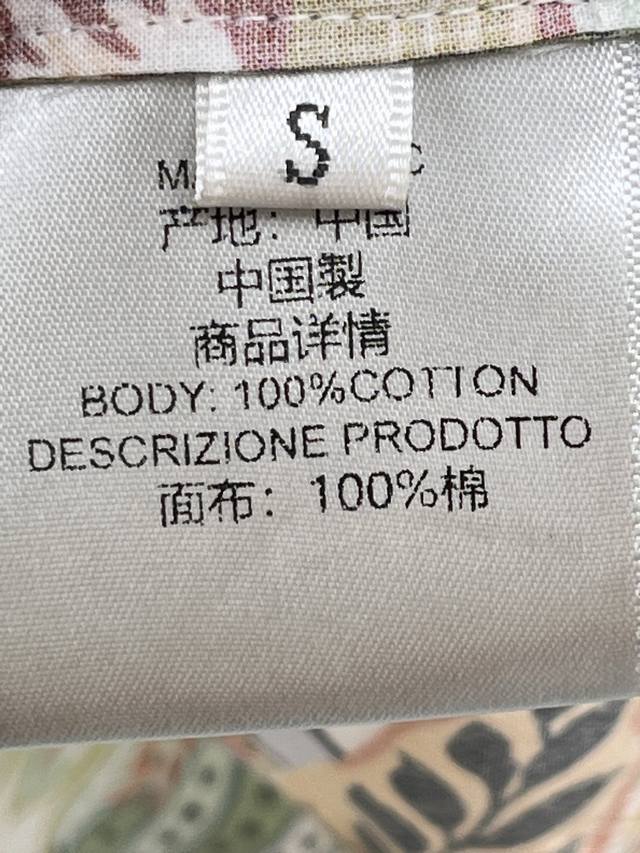 S
产地：中国
中国製
商品详情
BODY: 100%COTTON
DESCRIZIONE PRODOTTO
面布：100%棉